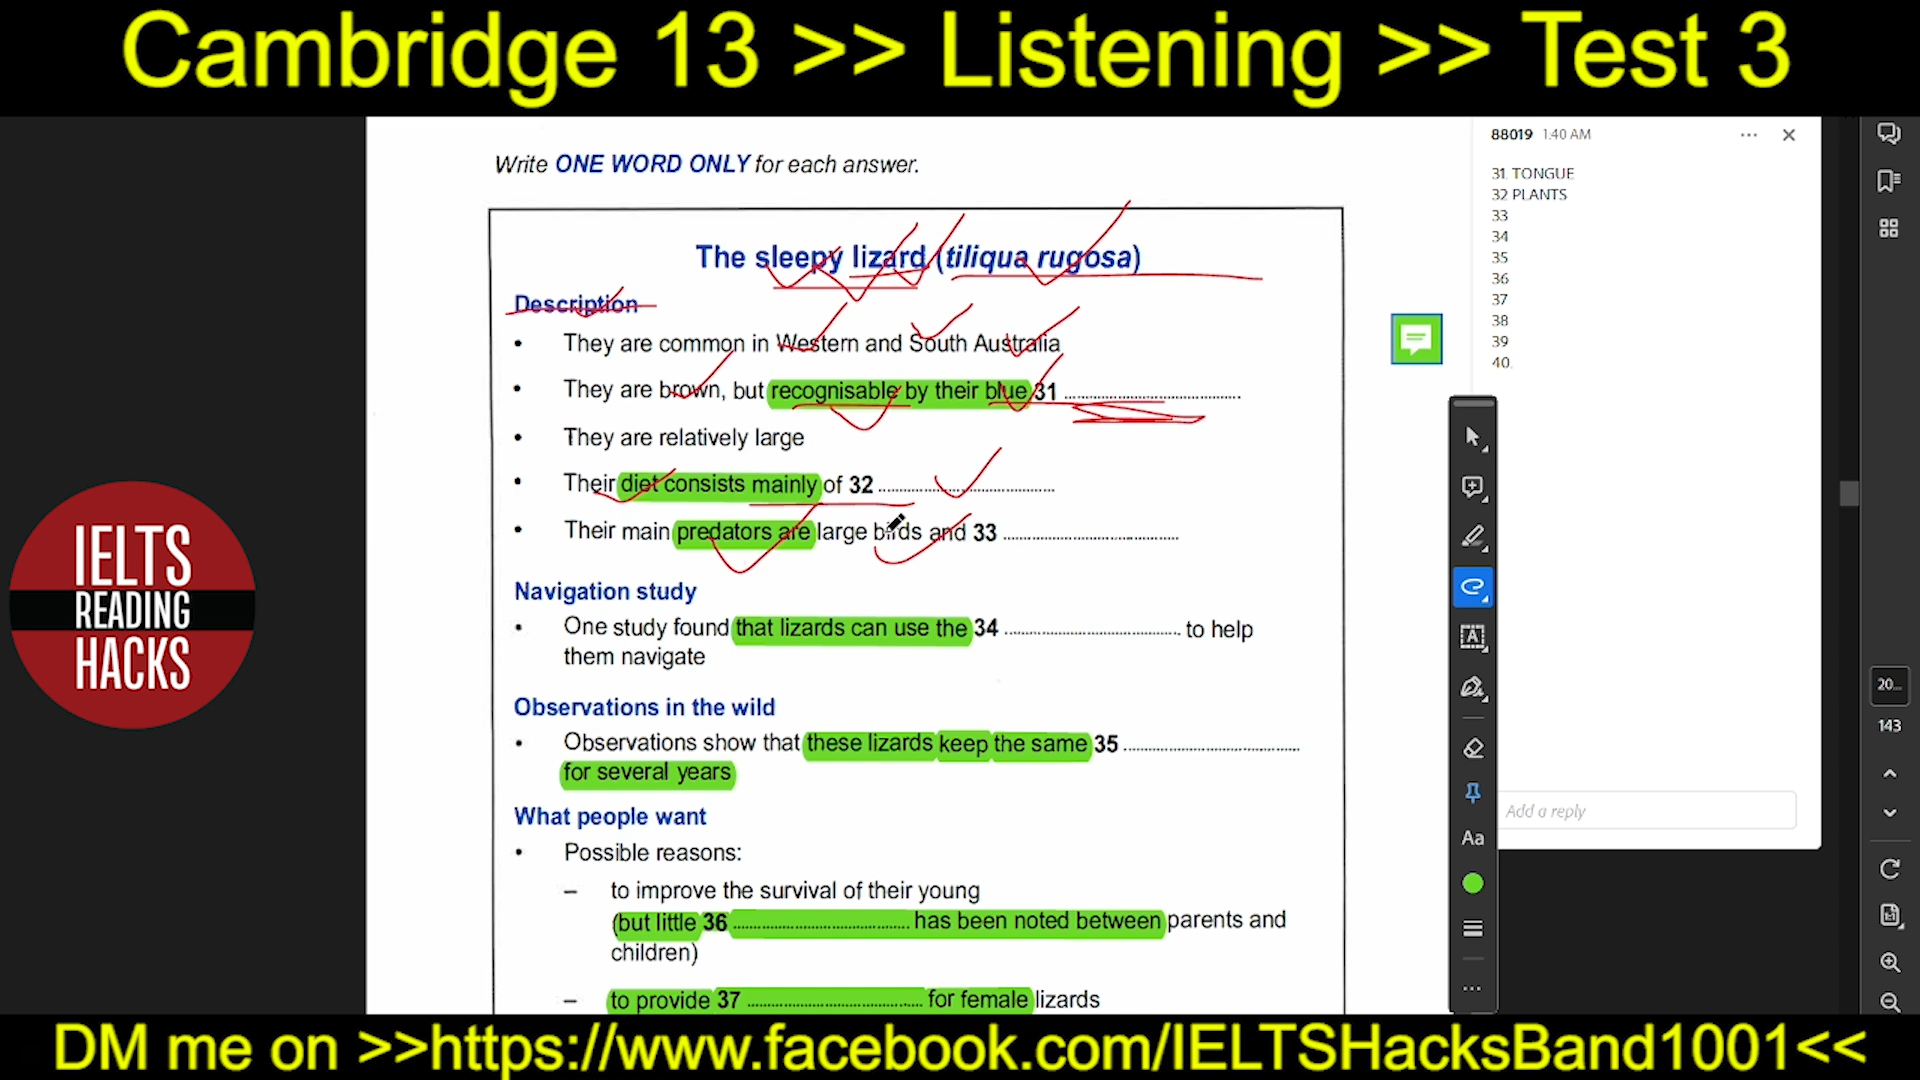 Cambridge 13 >> Listening >> Test 3
Write ONE WORD ONLY for each answer.
The sleepy lizard (tiliqua rugosa)
Description
• They are common in Western and South Australia
• They are brown, but recognisable by their blue 31 ........................
• They are relatively large
• Their diet consists mainly of 32 ........................
• Their main predators are large birds and 33 ........................
Navigation study
• One study found that lizards can use the 34 ........................ to help
them navigate
Observations in the wild
• Observations show that these lizards keep the same 35 ........................
for several years
What people want
• Possible reasons:
– to improve the survival of their young
(but little 36 ........................ has been noted between parents and
children)
– to provide 37 ........................ for female lizards
88019 1:40 AM
31. TONGUE
32 PLANTS
33
34
35
36
37
38
39
40.
Add a reply
Aa
20...
143
IELTS
READING
HACKS
DM me on >>https://www.facebook.com/IELTSHacksBand1001<<